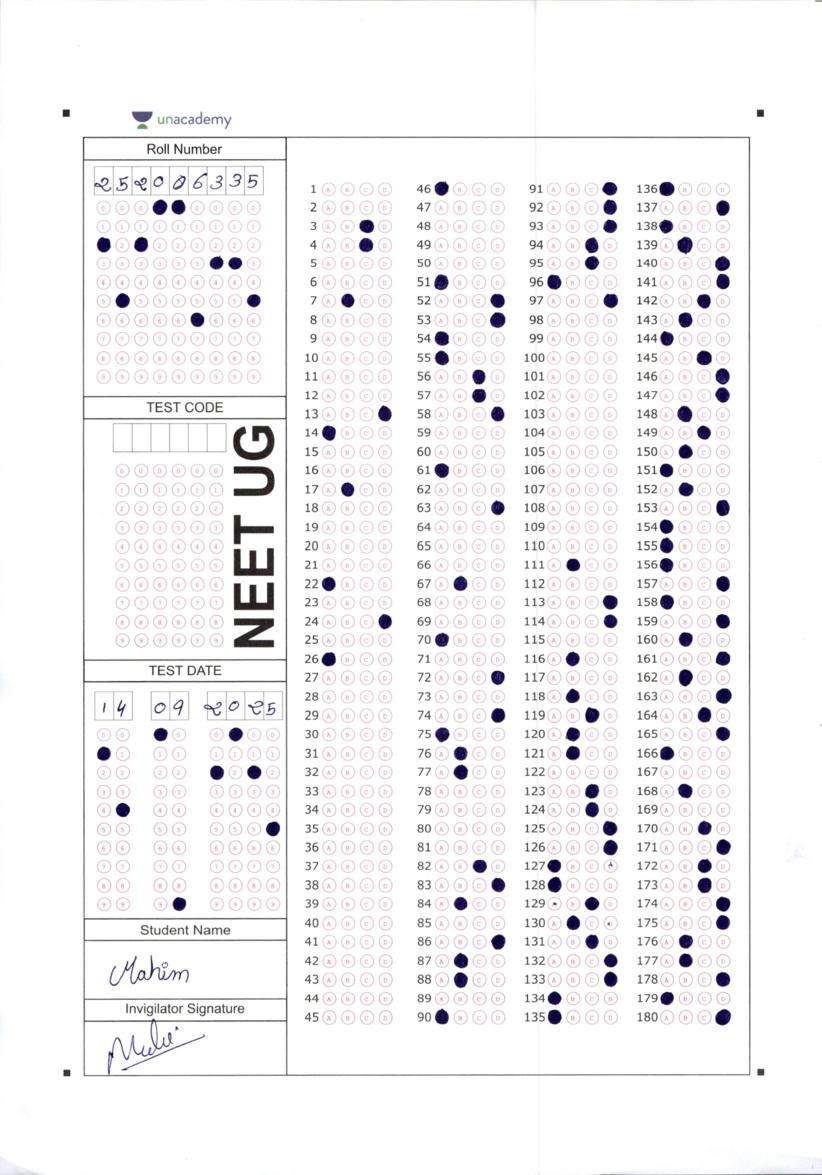 unacademy
Roll Number
2 5 2 0 0 6 3 3 5
TEST CODE
NEET UG
TEST DATE
1 4 0 9 2 0 2 5
Student Name
Mahim
Invigilator Signature
1 A B C D
2 A B C D
3 A B D
4 A B D
5 A B C D
6 A B C D
7 A C D
8 A B C D
9 A B C D
10 A B C D
11 A B C D
12 A B C D
13 A B C
14 B C D
15 A B C D
16 A B C D
17 A C D
18 A B C D
19 A B C D
20 A B C D
21 A B C D
22 B C D
23 A B C D
24 A B C
25 A B C D
26 B C D
27 A B C D
28 A B C D
29 A B C D
30 A B C D
31 A B C D
32 A B C D
33 A B C D
34 A B C D
35 A B C D
36 A B C D
37 A B C D
38 A B C D
39 A B C D
40 A B C D
41 A B C D
42 A B C D
43 A B C D
44 A B C D
45 A B C D
46 B C D
47 A B C D
48 A B C D
49 A B C D
50 A B C D
51 B C D
52 A B C
53 A B C
54 B C D
55 B C D
56 A B D
57 A B D
58 A B C
59 A B C D
60 A B C D
61 B C D
62 A B C D
63 A B C
64 A B C D
65 A B C D
66 A B C D
67 A C D
68 A B C D
69 A B C D
70 B C D
71 A B C D
72 A B C
73 A B C D
74 A B C
75 B C D
76 A C D
77 A C D
78 A B C D
79 A B C D
80 A B C D
81 A B C D
82 A B D
83 A B C
84 A C D
85 A B C D
86 A B C
87 A C D
88 A C D
89 A B C D
90 B C D
91 A B C
92 A B C
93 A B C
94 A B D
95 A B D
96 B C D
97 A B C
98 A B C D
99 A B C D
100 A B C D
101 A B C D
102 A B C D
103 A B C D
104 A B C D
105 A B C D
106 A B C D
107 A B C D
108 A B C D
109 A B C D
110 A B C D
111 A C D
112 A B C D
113 A B C
114 A B C
115 A B C D
116 A C D
117 A B C D
118 A C D
119 A B D
120 A C D
121 A C D
122 A B C D
123 A B D
124 A B D
125 A B C
126 A B C
127 B C
128 B C D
129 B D
130 A C
131 A B D
132 A B C
133 A B C
134 B C D
135 B C D
136 B C D
137 A B C
138 B C D
139 A C D
140 A B C
141 A B C
142 A B D
143 A C D
144 B C D
145 A B D
146 A B C
147 A B C
148 A C D
149 A B D
150 A C D
151 B C D
152 A C D
153 A B C
154 B C D
155 B C D
156 B C D
157 A B C
158 B C D
159 A B C
160 A C D
161 A B C
162 A C D
163 A B C
164 A B D
165 A B C
166 B C D
167 A B C D
168 A C D
169 A B C D
170 A B D
171 A B C
172 A B D
173 A B D
174 A B C
175 A B C
176 A C D
177 A C D
178 A B C
179 B C D
180 A B C